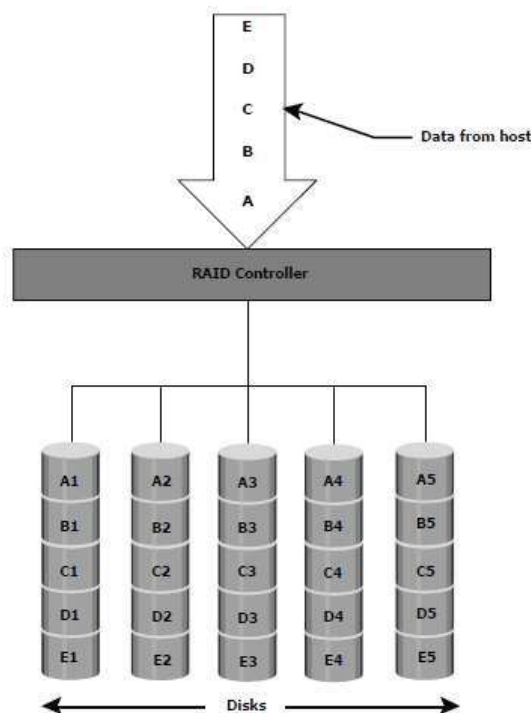 E
D
C
B
A
Data from host
RAID Controller
A1 A2 A3 A4 A5
B1 B2 B3 B4 B5
C1 C2 C3 C4 C5
D1 D2 D3 D4 D5
E1 E2 E3 E4 E5
Disks